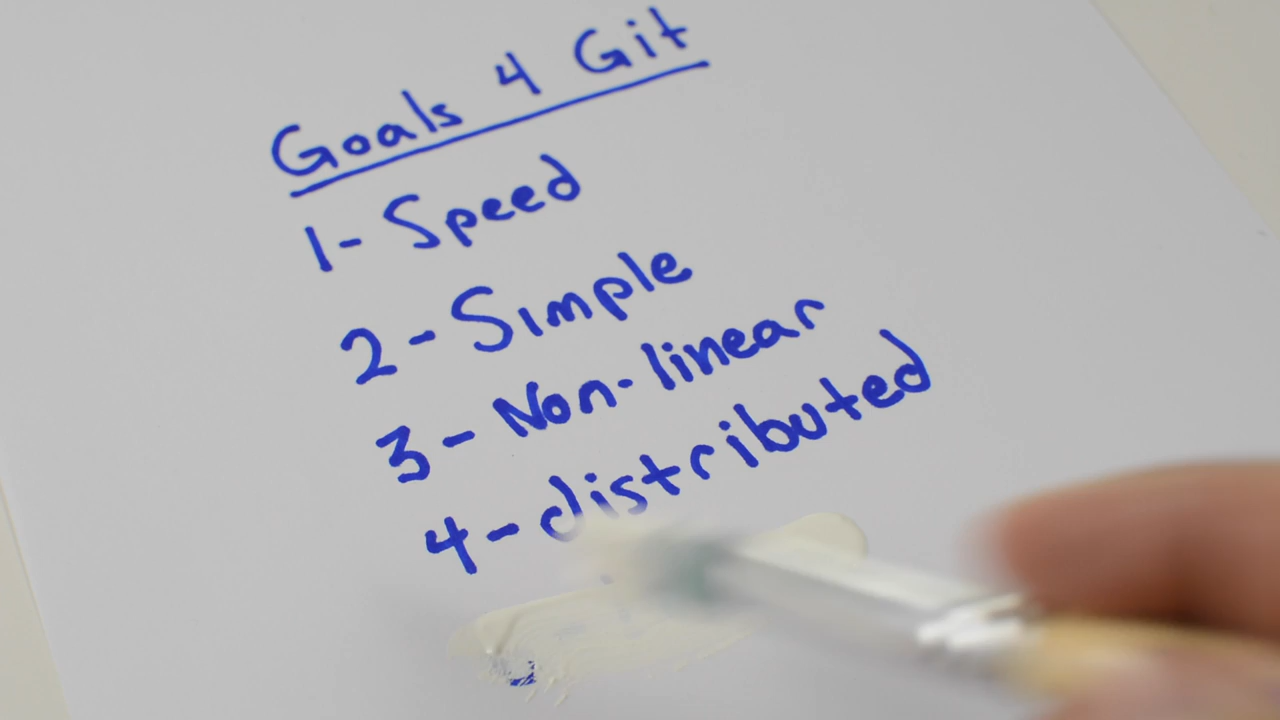 Goals 4 Git
1- Speed
2- Simple
3- Non-linear
4- distributed